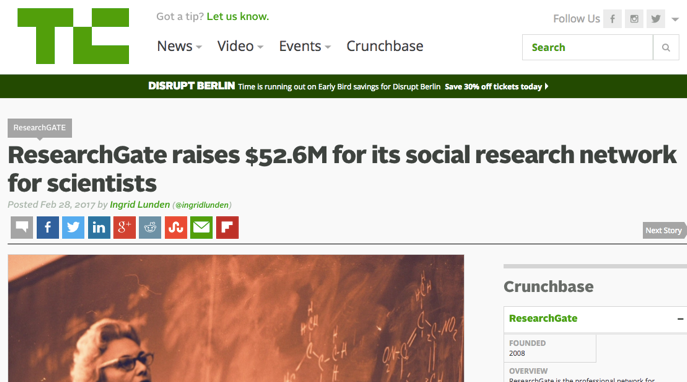 TC
Got a tip? Let us know.
Follow Us
News Video Events Crunchbase
Search
DISRUPT BERLIN Time is running out on Early Bird savings for Disrupt Berlin Save 30% off tickets today
ResearchGATE
ResearchGate raises $52.6M for its social research network
for scientists
Posted Feb 28, 2017 by Ingrid Lunden (@ingridlunden)
Next Story
Crunchbase
ResearchGate
FOUNDED
2008
OVERVIEW
ResearchGate is the professional network for